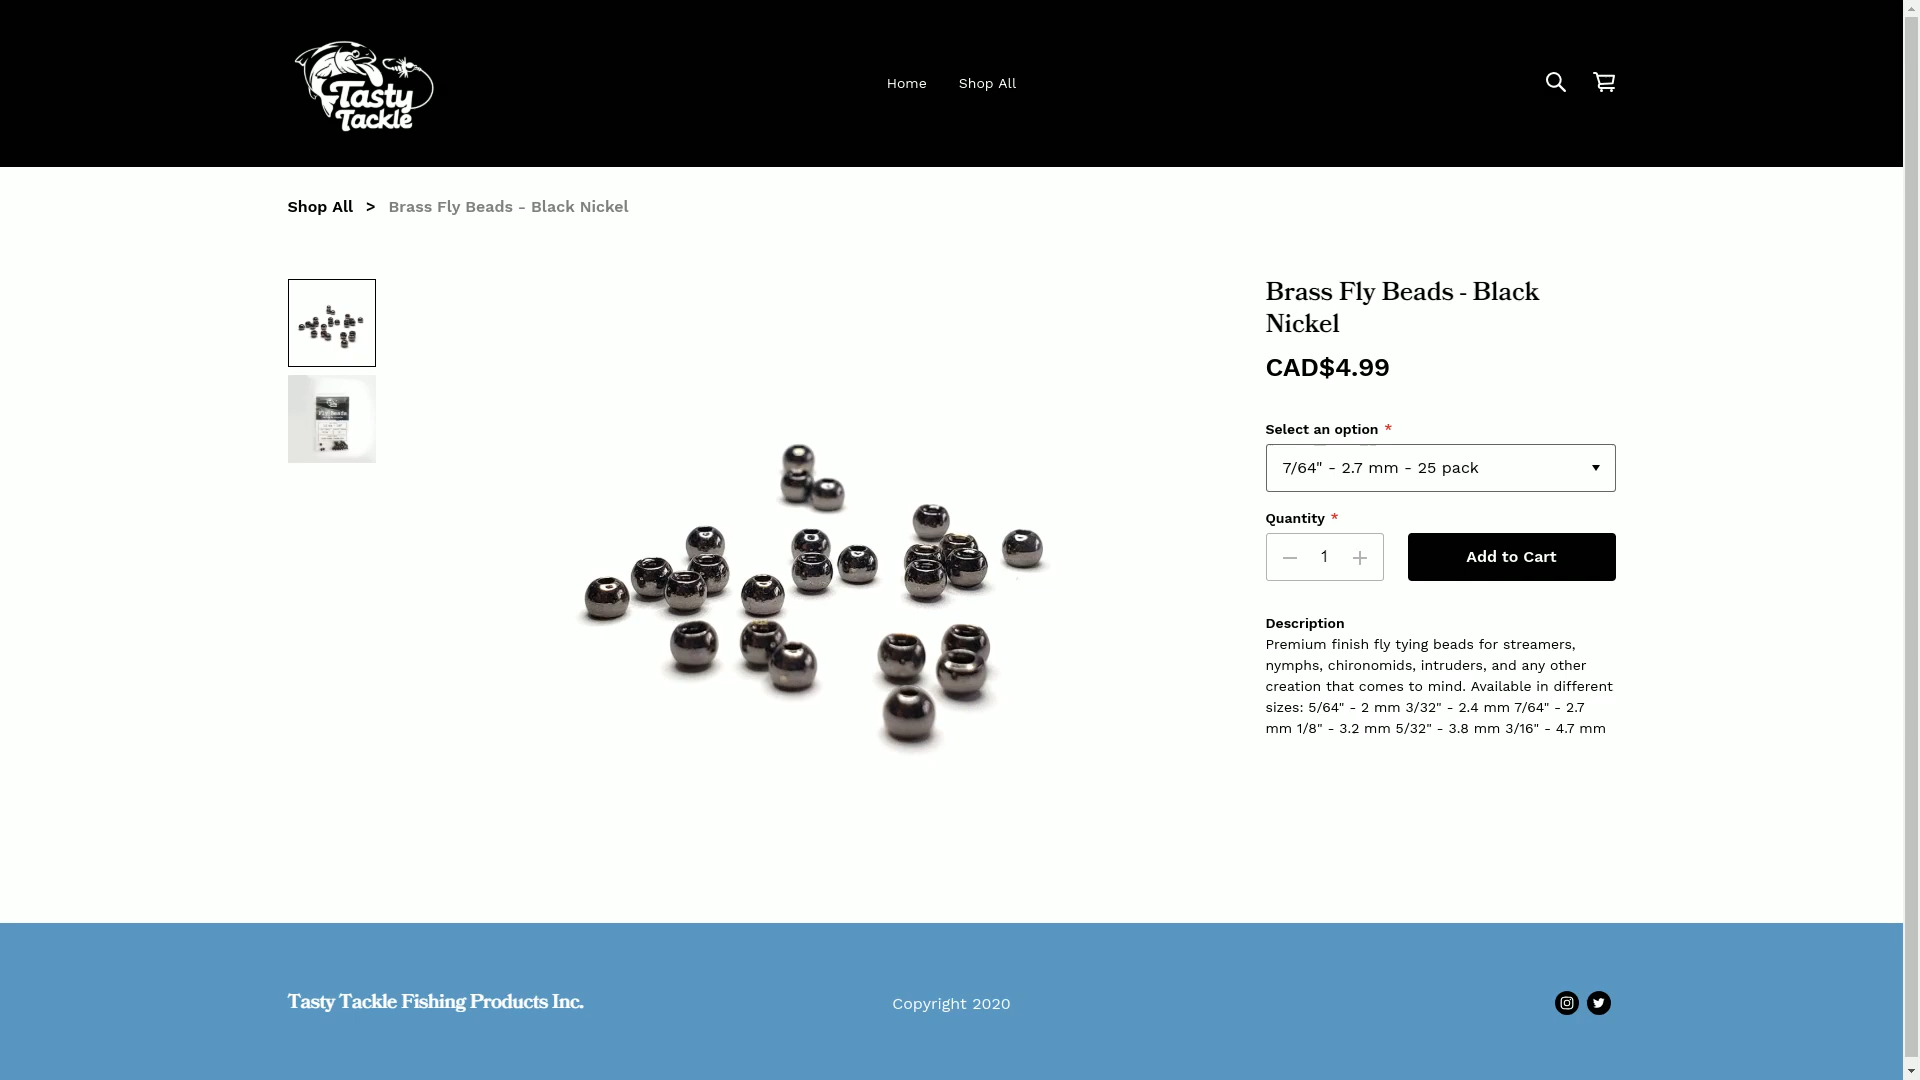 Tasty
Tackle
Home
Shop All
Shop All > Brass Fly Beads - Black Nickel
Brass Fly Beads - Black
Nickel
CAD$4.99
Select an option *
7/64" - 2.7 mm - 25 pack
Quantity *
1
Add to Cart
Description
Premium finish fly tying beads for streamers,
nymphs, chironomids, intruders, and any other
creation that comes to mind. Available in different
sizes: 5/64" - 2 mm 3/32" - 2.4 mm 7/64" - 2.7
mm 1/8" - 3.2 mm 5/32" - 3.8 mm 3/16" - 4.7 mm
Tasty Tackle Fishing Products Inc.
Copyright 2020